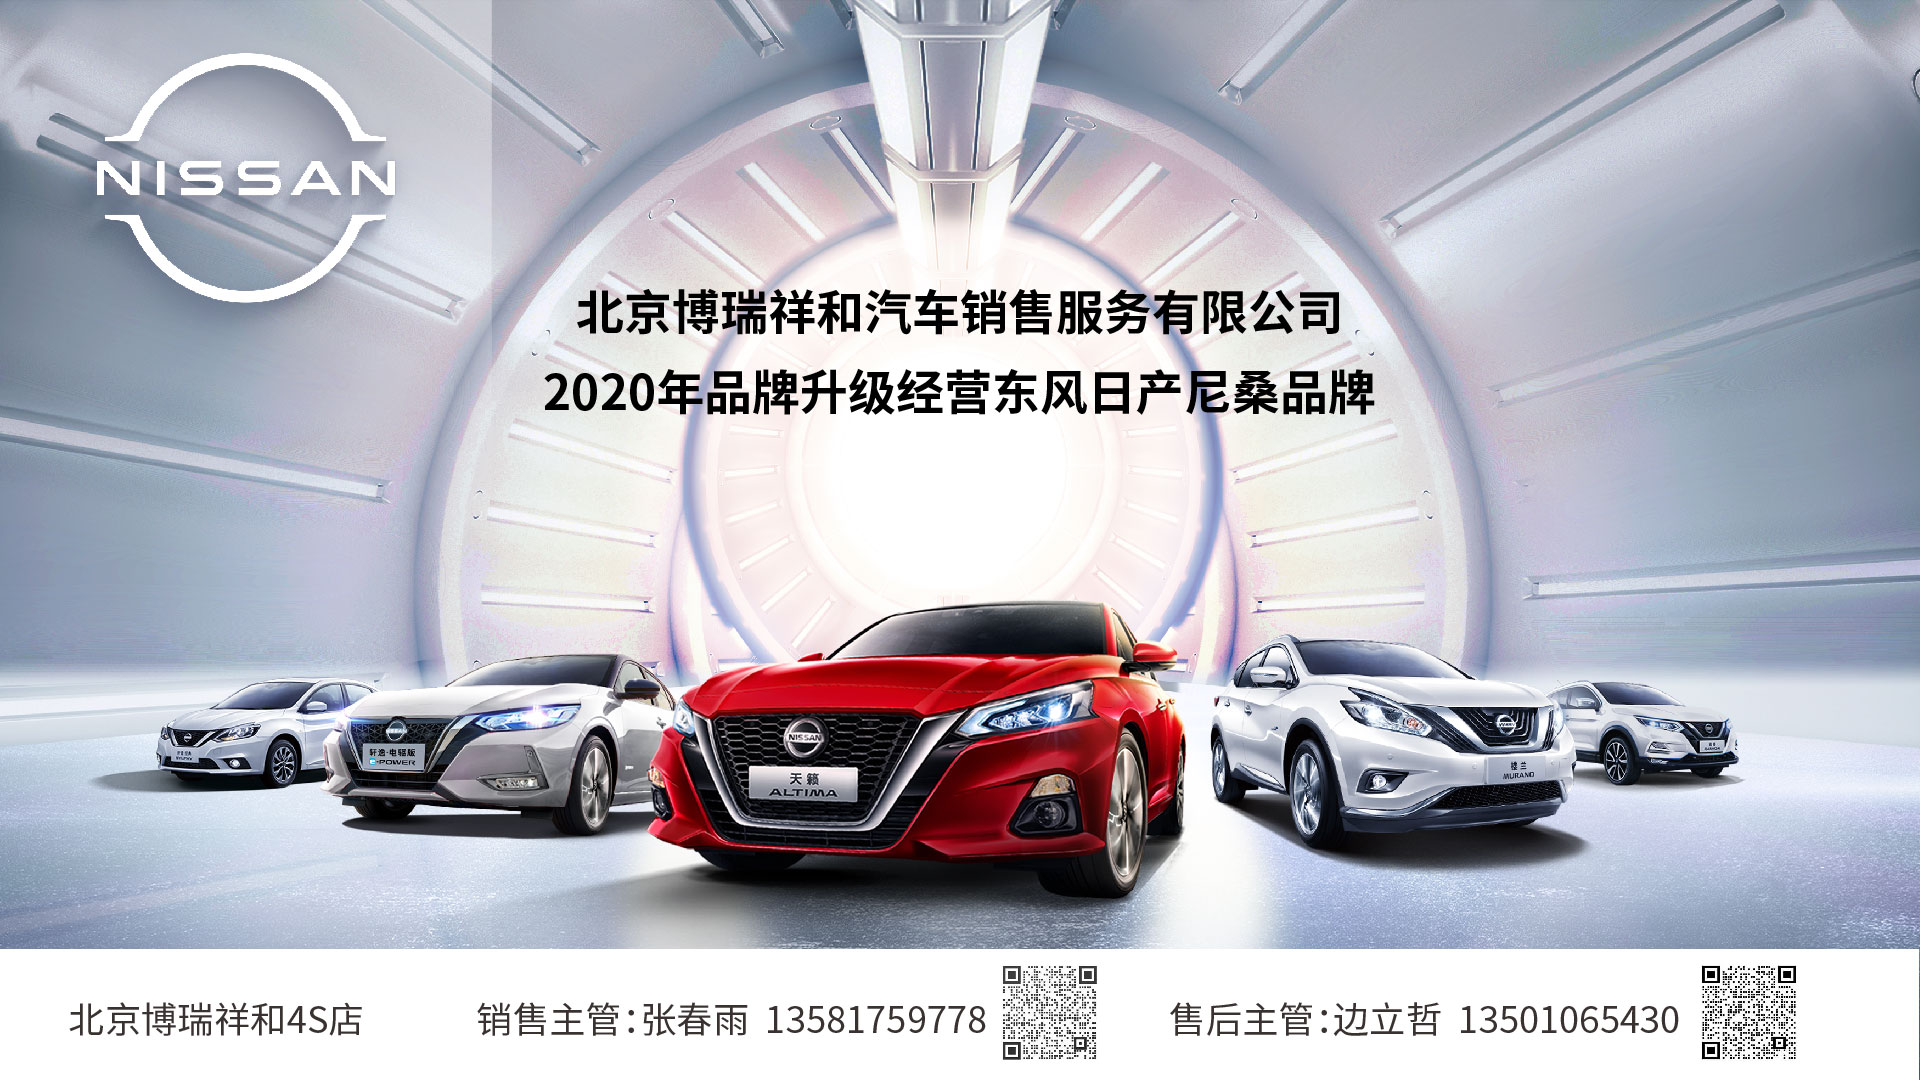 NISSAN
北京博瑞祥和汽车销售服务有限公司
2020年品牌升级经营东风日产尼桑品牌
轩逸·电驱版
e-POWER
NISSAN
天籁
ALTIMA
楼兰
MURANO
北京博瑞祥和4S店
销售主管：张春雨 13581759778
售后主管：边立哲 13501065430